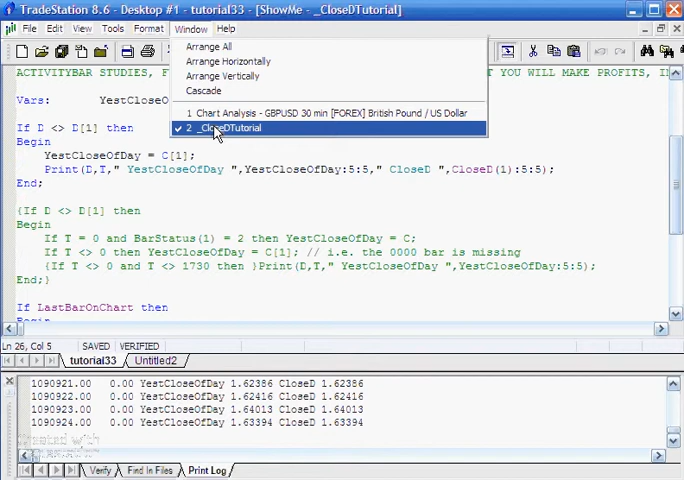 TradeStation 8.6 - Desktop #1 - tutorial33 - [ShowMe - _CloseDTutorial]
File Edit View Tools Format Window Help
Arrange All
Arrange Horizontally
Arrange Vertically
Cascade
1 Chart Analysis - GBPUSD 30 min [FOREX] British Pound / US Dollar
2 _CloseDTutorial
ACTIVITYBAR STUDIES, F T YOU WILL MAKE PROFITS, I
Vars: YestCloseO
If D <> D[1] then
Begin
YestCloseOfDay = C[1];
Print(D,T," YestCloseOfDay ",YestCloseOfDay:5:5," CloseD ",CloseD(1):5:5);
End;
{If D <> D[1] then
Begin
If T = 0 and BarStatus(1) = 2 then YestCloseOfDay = C;
If T <> 0 then YestCloseOfDay = C[1]; // i.e. the 0000 bar is missing
{If T <> 0 and T <> 1730 then }Print(D,T," YestCloseOfDay ",YestCloseOfDay:5:5);
End;}
If LastBarOnChart then
Begin
Ln 26, Col 5 SAVED VERIFIED
tutorial33 Untitled2
1090921.00 0.00 YestCloseOfDay 1.62386 CloseD 1.62386
1090922.00 0.00 YestCloseOfDay 1.62416 CloseD 1.62416
1090923.00 0.00 YestCloseOfDay 1.64013 CloseD 1.64013
1090924.00 0.00 YestCloseOfDay 1.63394 CloseD 1.63394
Created with
Verify Find In Files Print Log